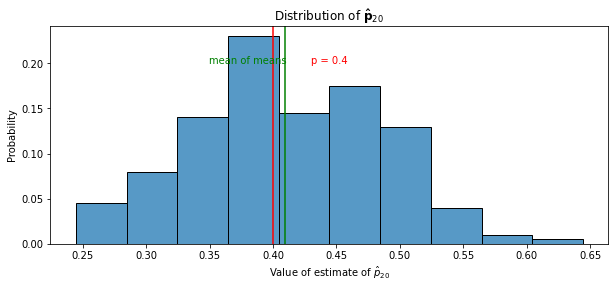 Distribution of p̂₂₀
mean of means
p = 0.4
Probability
0.20
0.15
0.10
0.05
0.00
0.25 0.30 0.35 0.40 0.45 0.50 0.55 0.60 0.65
Value of estimate of p̂₂₀